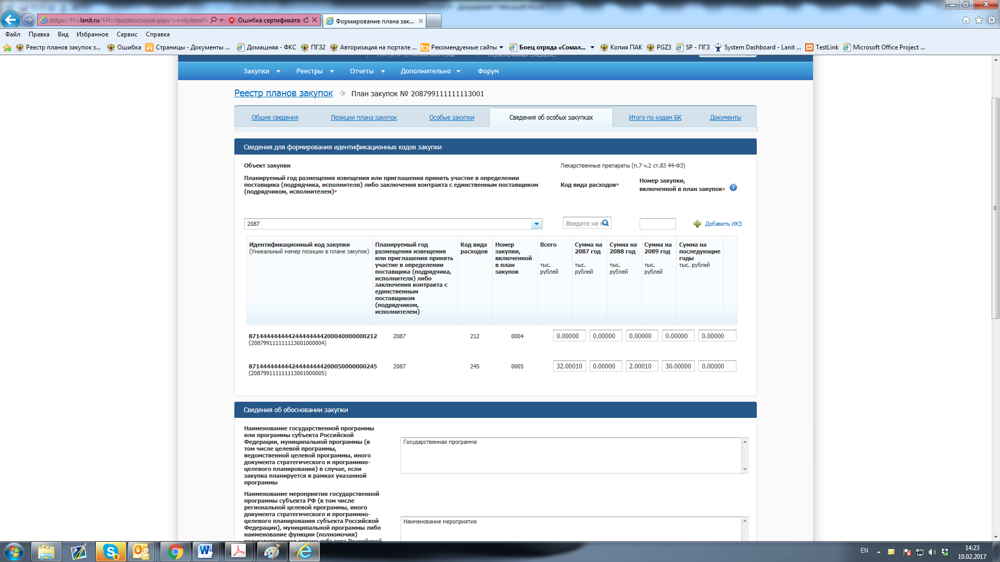 https://fks.lanit.ru/44fz/rpz/structured-plan/create.html?
Ошибка сертификата
Формирование плана зак...
Файл Правка Вид Избранное Сервис Справка
Реестр планов закупок з... Ошибка Страницы - Документы ... Домашняя - ФКС ПГ32 Авторизация на портале ... Рекомендуемые сайты Боец отряда «Сомал... Копия ПАК PGZ3 SP - ПГЗ System Dashboard - Lanit ... TestLink Microsoft Office Project ...
Закупки Реестры Отчеты Дополнительно Форум
Реестр планов закупок → План закупок № 208799111111113001
Общие сведения Позиции плана закупок Особые закупки Сведения об особых закупках Итого по кодам БК Документы
Сведения для формирования идентификационных кодов закупки
Объект закупки
Лекарственные препараты (п.7 ч.2 ст.83 44-ФЗ)
Планируемый год размещения извещения или приглашения принять участие в определении
поставщика (подрядчика, исполнителя) либо заключения контракта с единственным поставщиком
(подрядчиком, исполнителем)*
Код вида расходов*
Номер закупки,
включенной в план закупок*
2087
Введите не
Добавить ИКЗ
Идентификационный код закупки
(Уникальный номер позиции в плане закупок)
Планируемый год
размещения извещения
или приглашения принять
участие в определении
поставщика (подрядчика,
исполнителя) либо
заключения контракта с
единственным
поставщиком
(подрядчиком,
исполнителем)
Код вида
расходов
Номер
закупки,
включенной
в план
закупок
Всего
тыс.
рублей
Сумма на
2087 год
тыс.
рублей
Сумма на
2088 год
тыс.
рублей
Сумма на
2089 год
тыс.
рублей
Сумма на
последующие
годы
тыс. рублей
871444444444244444444200040000000212 2087 212 0004 0.00000 0.00000 0.00000 0.00000 0.00000
(208799111111113001000004)
871444444444244444444200050000000245 2087 245 0005 32.00010 0.00000 2.00010 30.00000 0.00000
(208799111111113001000005)
Сведения об обосновании закупки
Наименование государственной программы
или программы субъекта Российской
Федерации, муниципальной программы (в
том числе целевой программы,
ведомственной целевой программы, иного
документа стратегического и программно-
целевого планирования) в случае, если
закупка планируется в рамках указанной
программы
Государственная программа
Наименование мероприятия государственной
программы субъекта РФ (в том числе
региональной целевой программы, иного
документа стратегического и программно-
целевого планирования субъекта Российской
Федерации), муниципальной программы либо
наименование функции (полномочия)
государственного органа субъекта Российской
Наименование мероприятия
EN
14:23
10.02.2017